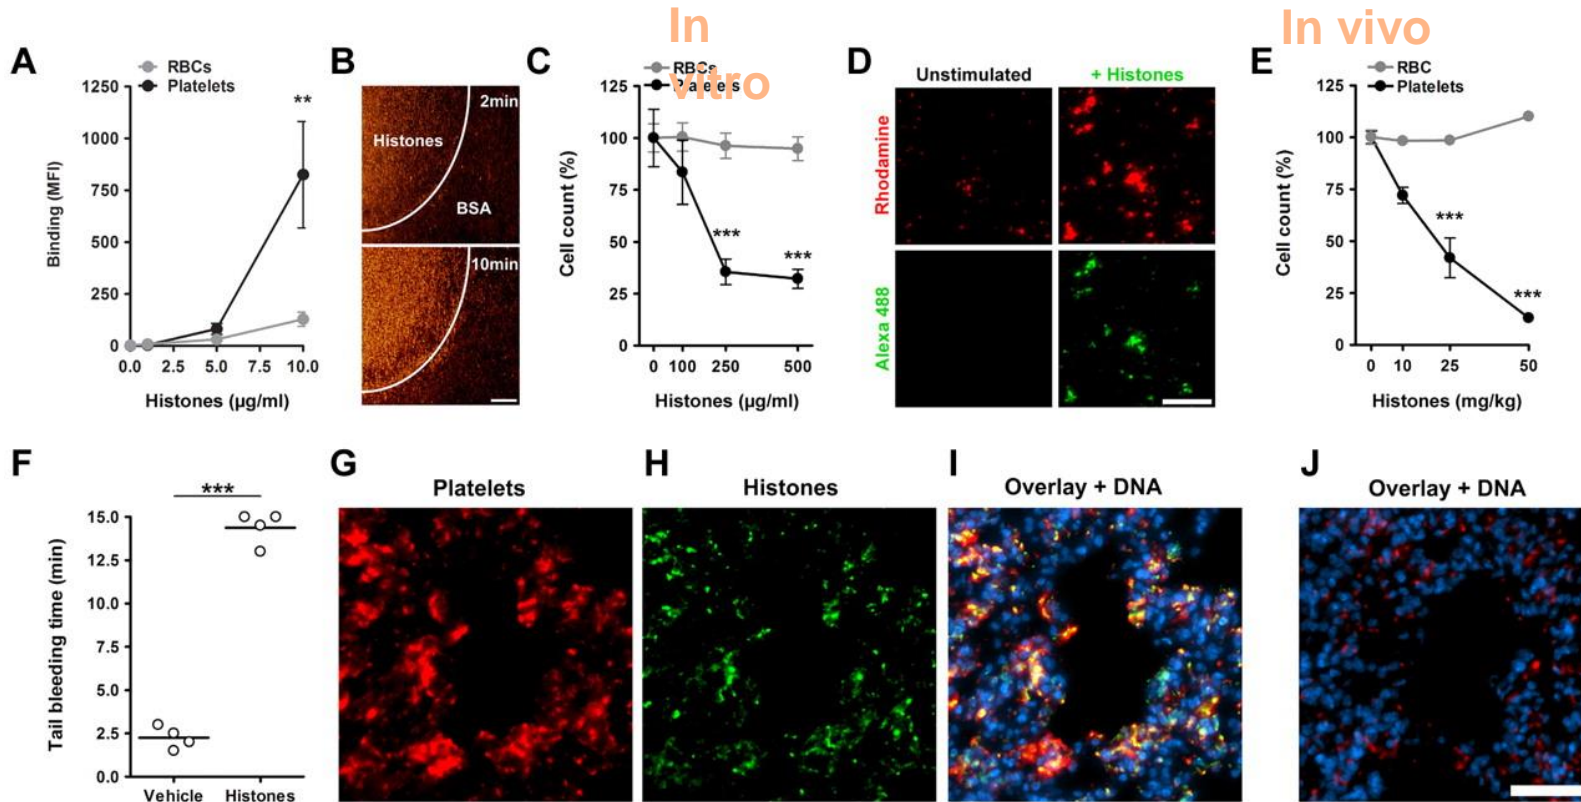 In
vitro
In vivo
A
RBCs
Platelets
1250
1000
750
500
250
0
**
Binding (MFI)
0.0 2.5 5.0 7.5 10.0
Histones (µg/ml)
B
2min
Histones
BSA
10min
C
RBCs
Platelets
125
100
75
50
25
0
***
***
Cell count (%)
0 100 250 500
Histones (µg/ml)
D
Unstimulated + Histones
Rhodamine
Alexa 488
E
RBC
Platelets
125
100
75
50
25
0
***
***
Cell count (%)
0 10 25 50
Histones (mg/kg)
F
***
15.0
12.5
10.0
7.5
5.0
2.5
0.0
Tail bleeding time (min)
Vehicle Histones
G
Platelets
H
Histones
I
Overlay + DNA
J
Overlay + DNA